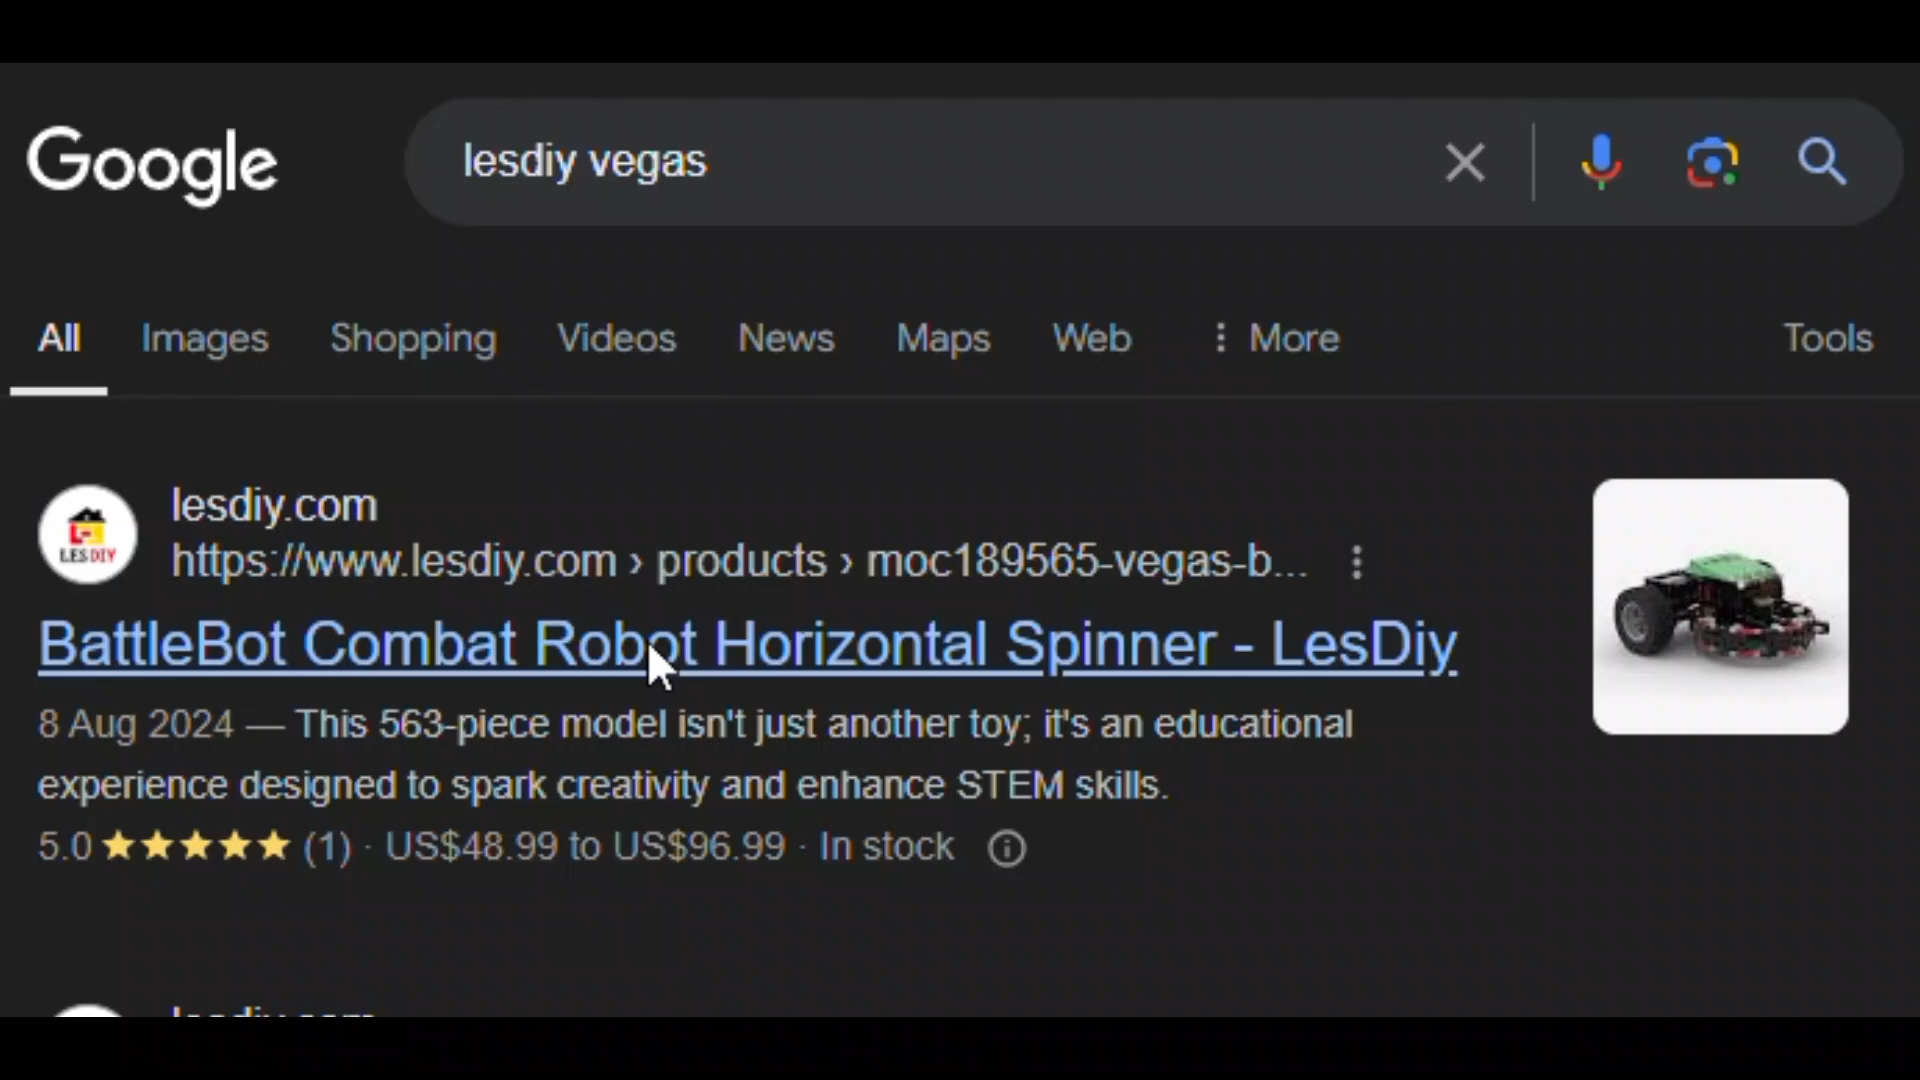 Google
lesdiy vegas
All Images Shopping Videos News Maps Web More Tools
LESDIY
lesdiy.com
https://www.lesdiy.com › products › moc189565-vegas-b...
BattleBot Combat Robot Horizontal Spinner - LesDiy
8 Aug 2024 — This 563-piece model isn't just another toy; it's an educational
experience designed to spark creativity and enhance STEM skills.
5.0 (1) · US$48.99 to US$96.99 · In stock